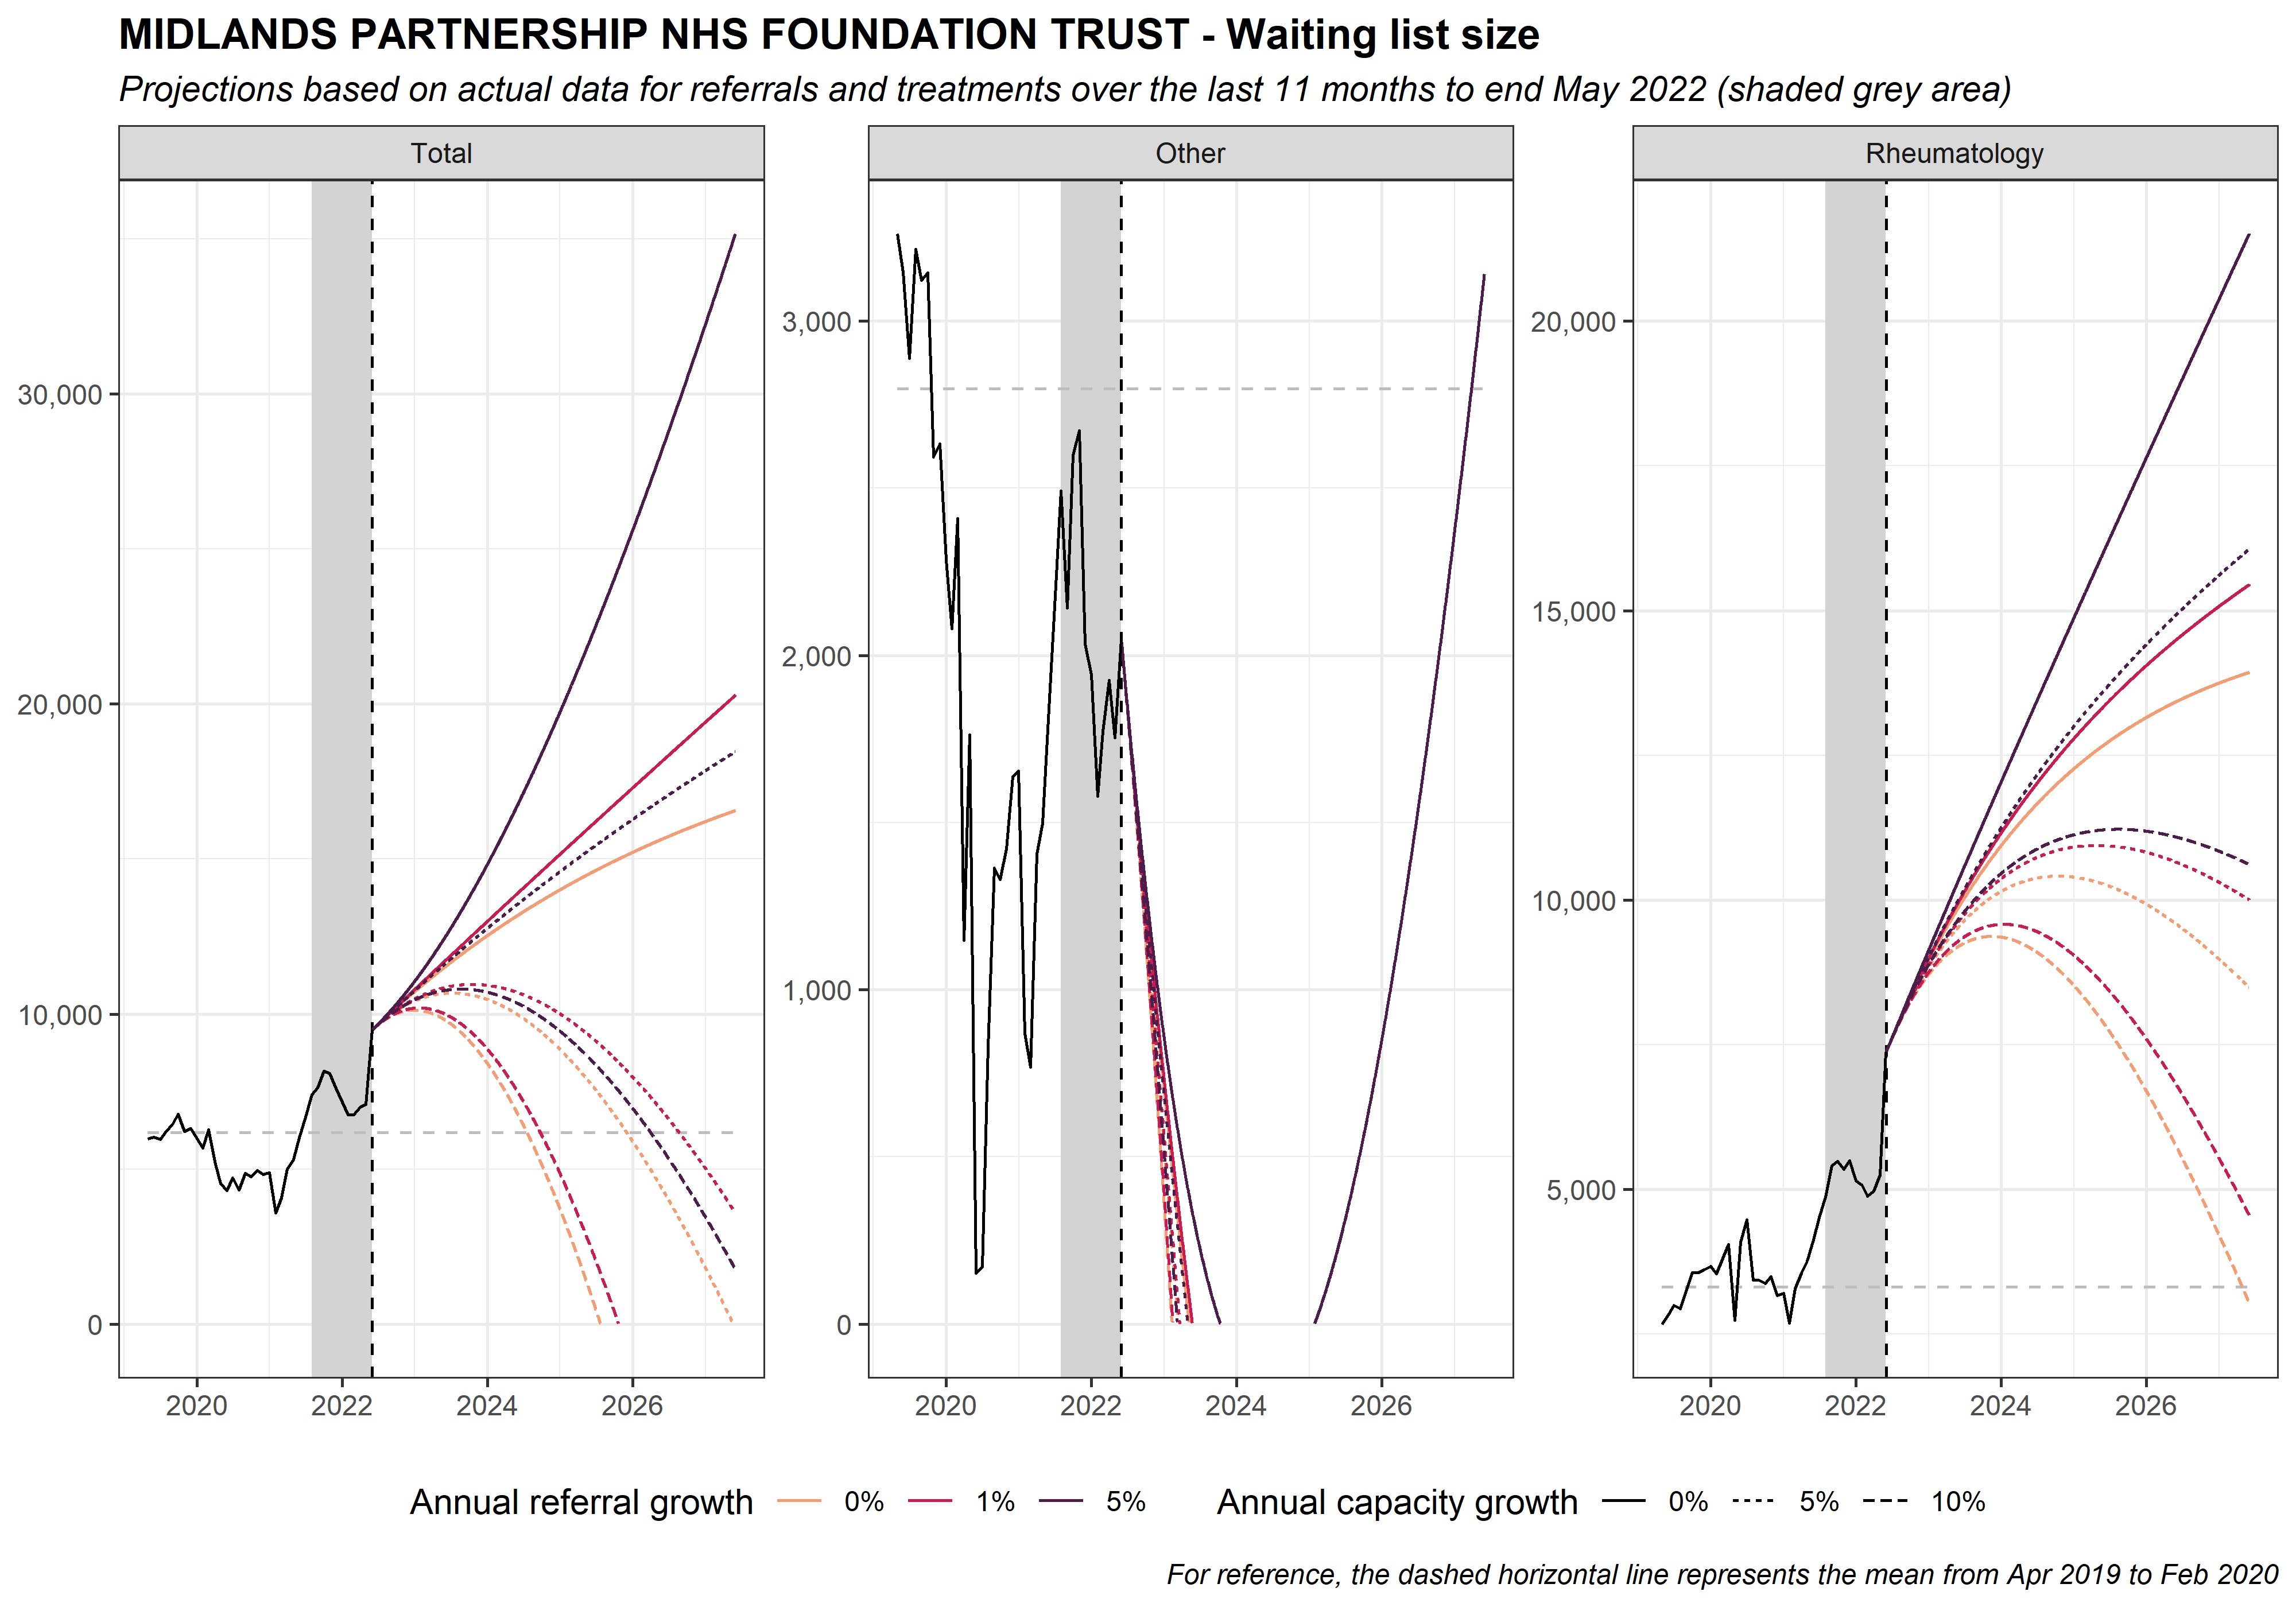 MIDLANDS PARTNERSHIP NHS FOUNDATION TRUST - Waiting list size
Projections based on actual data for referrals and treatments over the last 11 months to end May 2022 (shaded grey area)
Total
Other
Rheumatology
30,000
20,000
10,000
0
3,000
2,000
1,000
0
20,000
15,000
10,000
5,000
2020 2022 2024 2026
2020 2022 2024 2026
2020 2022 2024 2026
Annual referral growth 0% 1% 5%
Annual capacity growth 0% 5% 10%
For reference, the dashed horizontal line represents the mean from Apr 2019 to Feb 2020